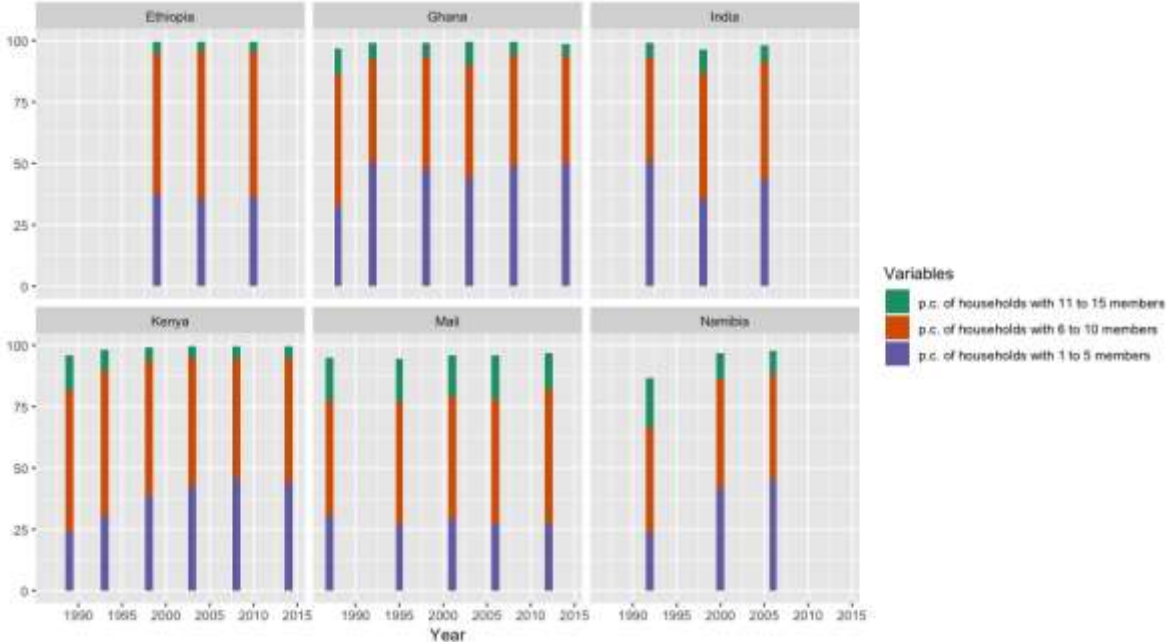 Ethiopia Ghana India
100
75
50
25
0
Kenya Mali Namibia
100
75
50
25
0
1990 1995 2000 2005 2010 2015 1990 1995 2000 2005 2010 2015 1990 1995 2000 2005 2010 2015
Year
Variables
p.c. of households with 11 to 15 members
p.c. of households with 6 to 10 members
p.c. of households with 1 to 5 members